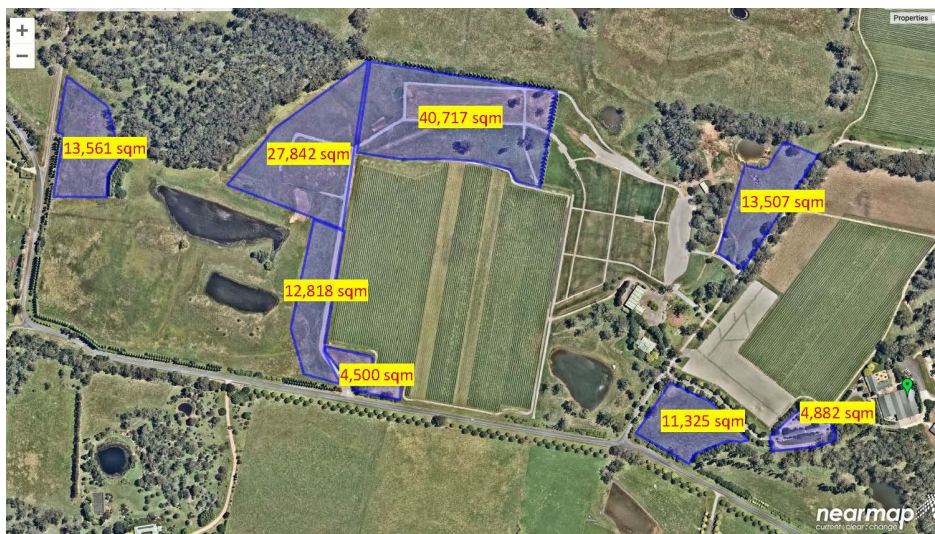 +
Properties
−
40,717 sqm
13,561 sqm
27,842 sqm
13,507 sqm
12,818 sqm
4,500 sqm
11,325 sqm
4,882 sqm
nearmap
current : clear : change